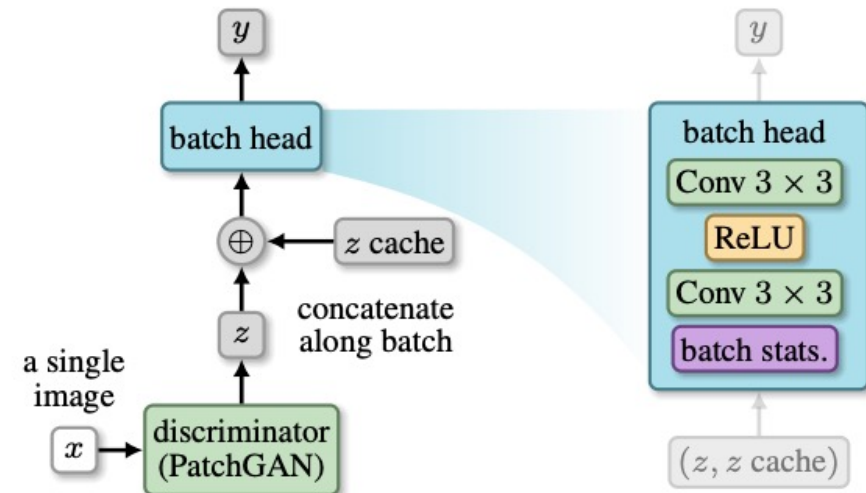 y
batch head
⊕
z cache
z
concatenate
along batch
a single
image
x
discriminator
(PatchGAN)
y
batch head
Conv 3 × 3
ReLU
Conv 3 × 3
batch stats.
(z, z cache)